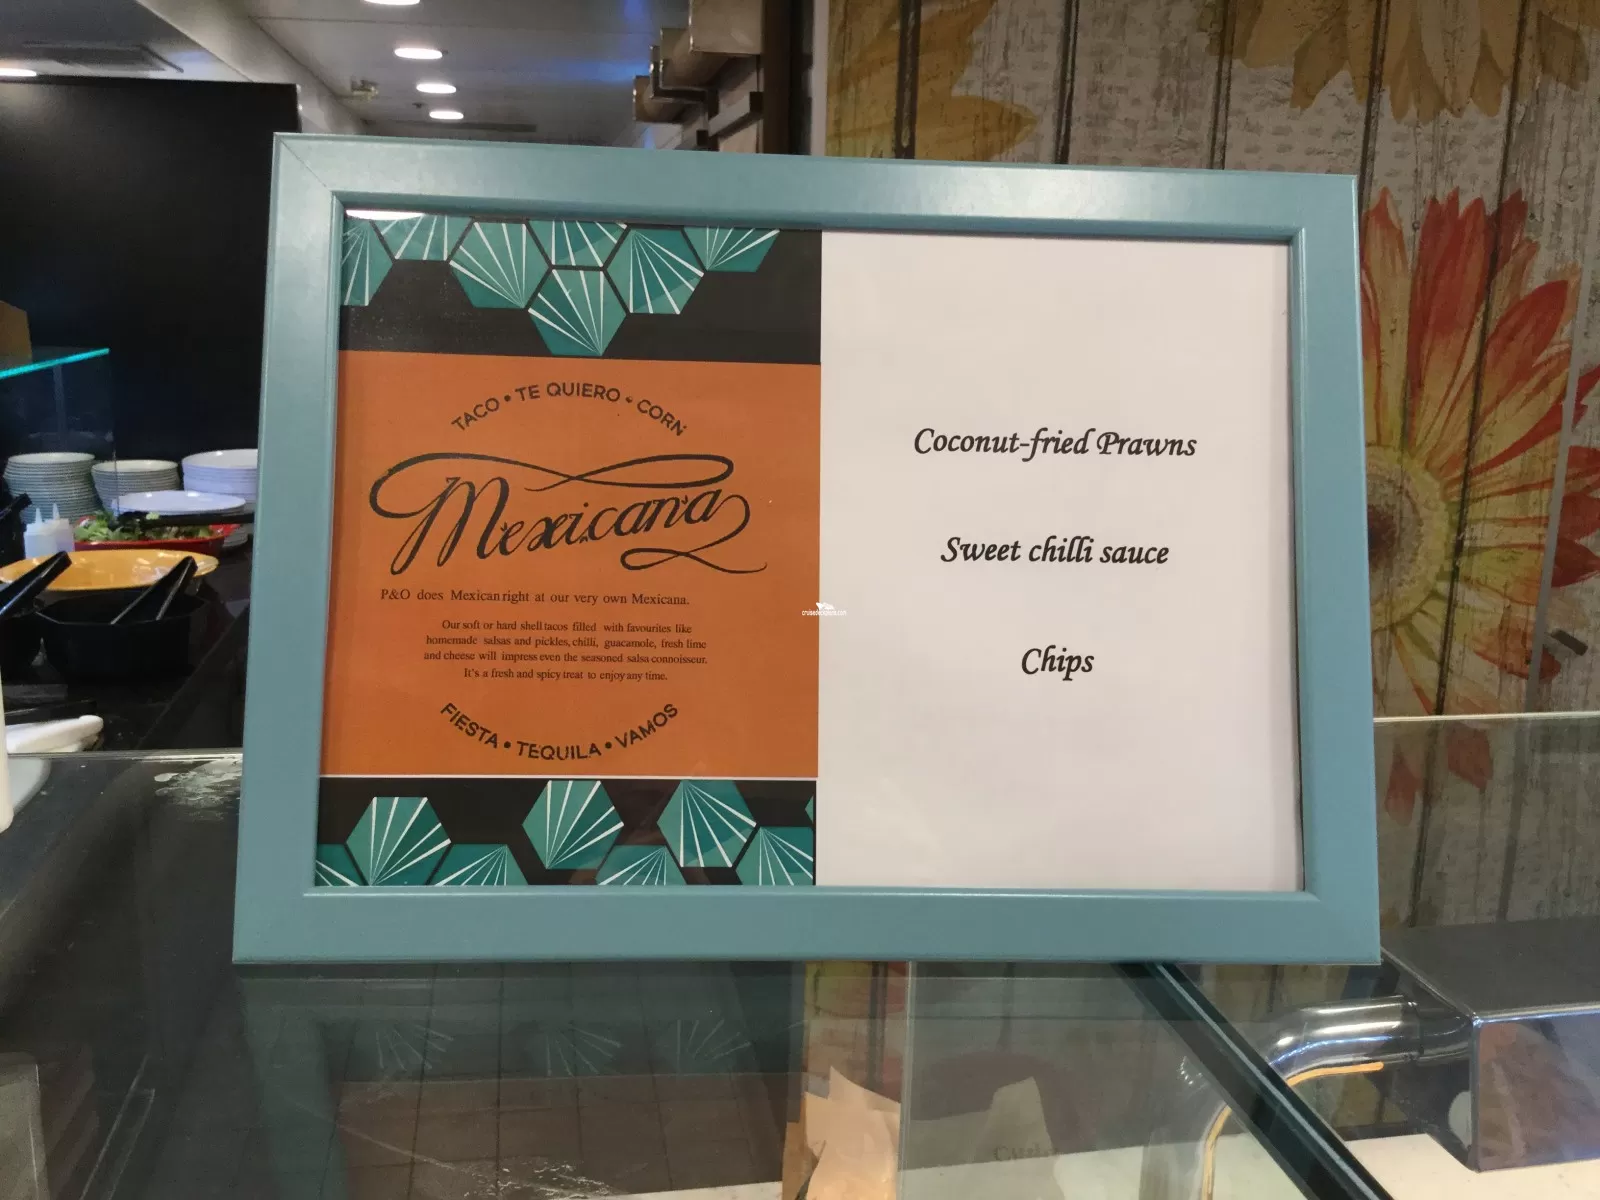 TACO • TE QUIERO • CORN
Mexicana
P&O does Mexican right at our very own Mexicana.
Our soft or hard shell tacos filled with favourites like
homemade salsas and pickles, chilli, guacamole, fresh lime
and cheese will impress even the seasoned salsa connoisseur.
It's a fresh and spicy treat to enjoy any time.
FIESTA • TEQUILA • VAMOS
Coconut-fried Prawns
Sweet chilli sauce
Chips